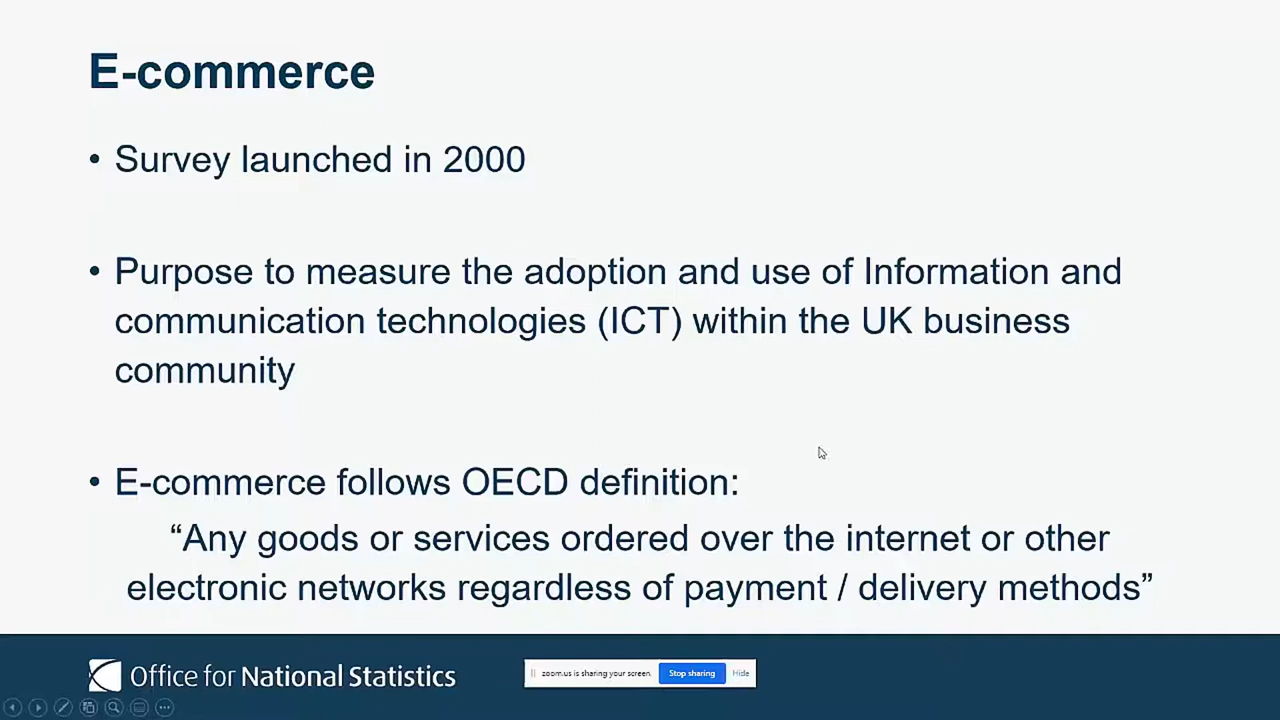 E-commerce
• Survey launched in 2000
• Purpose to measure the adoption and use of Information and
communication technologies (ICT) within the UK business
community
• E-commerce follows OECD definition:
“Any goods or services ordered over the internet or other
electronic networks regardless of payment / delivery methods”
Office for National Statistics
zoom.us is sharing your screen. Stop sharing Hide